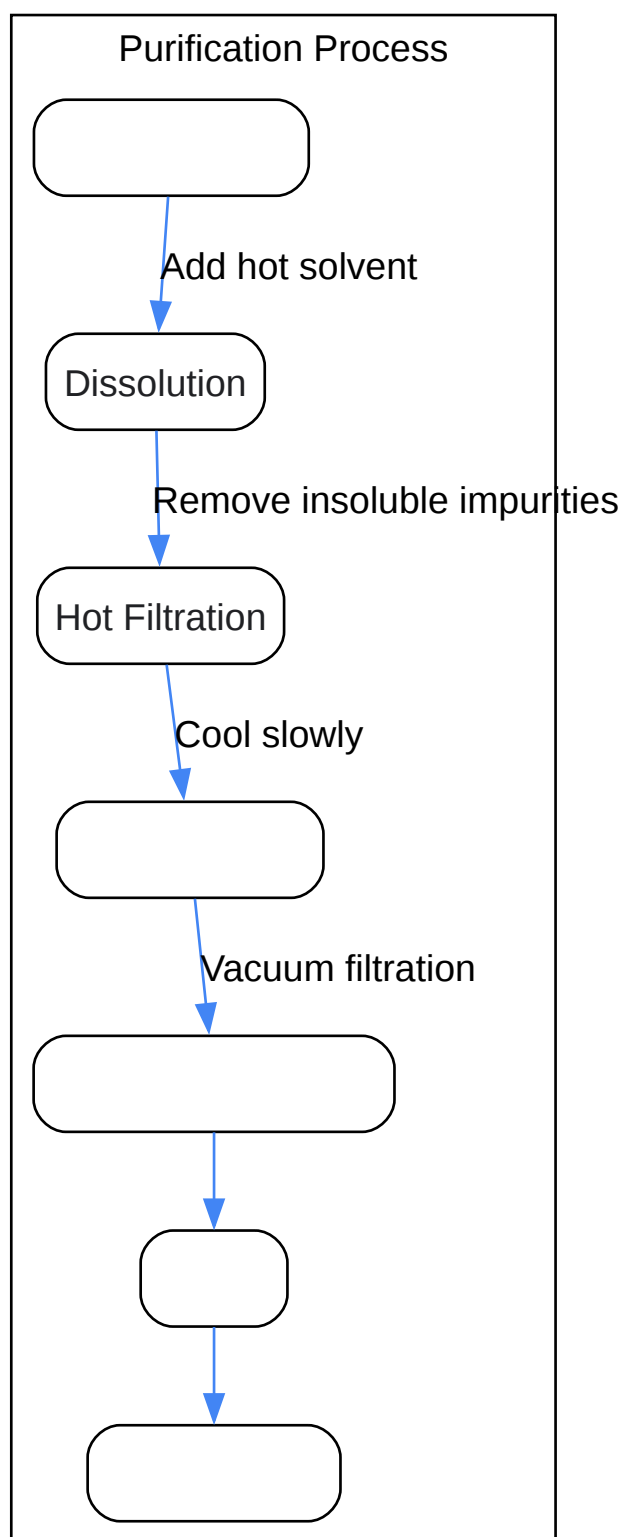 Purification Process
Add hot solvent
Dissolution
Remove insoluble impurities
Hot Filtration
Cool slowly
Vacuum filtration